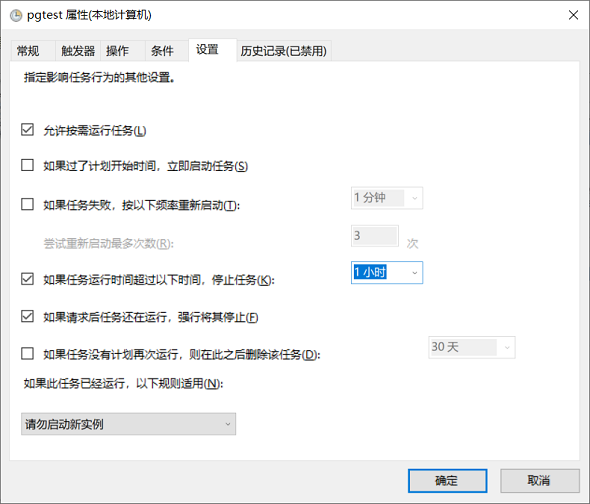 pgtest 属性(本地计算机)
常规 触发器 操作 条件 设置 历史记录(已禁用)
指定影响任务行为的其他设置。
允许按需运行任务(L)
如果过了计划开始时间，立即启动任务(S)
如果任务失败，按以下频率重新启动(T): 1 分钟
尝试重新启动最多次数(R): 3 次
如果任务运行时间超过以下时间，停止任务(K): 1 小时
如果请求后任务还在运行，强行将其停止(F)
如果任务没有计划再次运行，则在此之后删除该任务(D): 30 天
如果此任务已经运行，以下规则适用(N):
请勿启动新实例
确定 取消